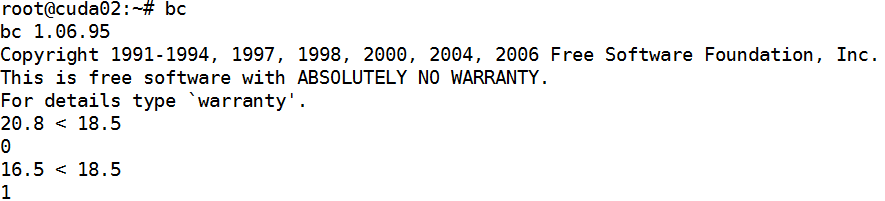 root@cuda02:~# bc
bc 1.06.95
Copyright 1991-1994, 1997, 1998, 2000, 2004, 2006 Free Software Foundation, Inc.
This is free software with ABSOLUTELY NO WARRANTY.
For details type `warranty'.
20.8 < 18.5
0
16.5 < 18.5
1